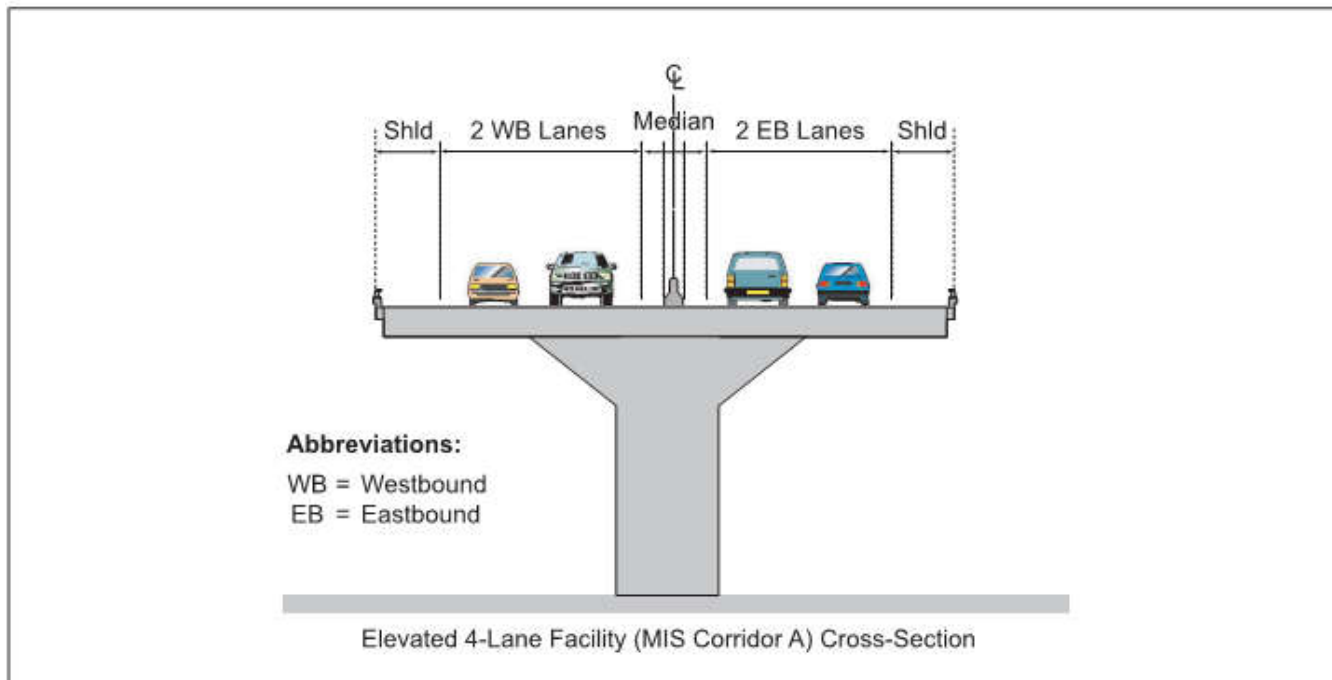 ℄
Shld 2 WB Lanes Median 2 EB Lanes Shld
Abbreviations:
WB = Westbound
EB = Eastbound
Elevated 4-Lane Facility (MIS Corridor A) Cross-Section